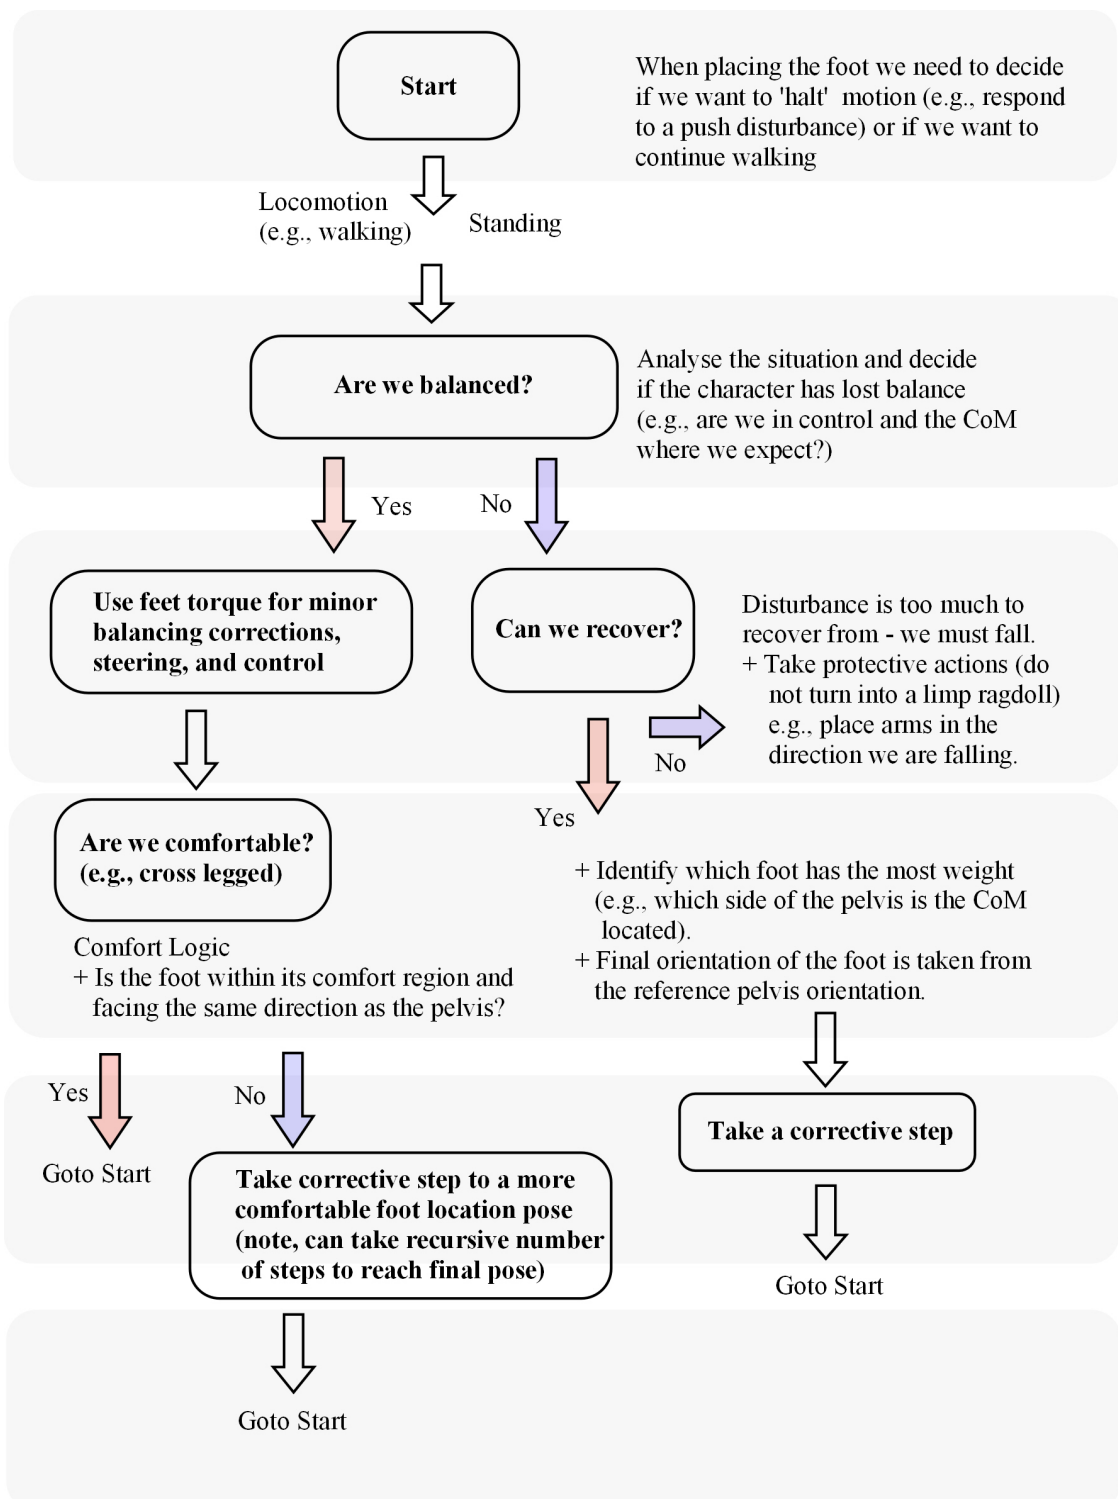 Start
When placing the foot we need to decide
if we want to 'halt' motion (e.g., respond
to a push disturbance) or if we want to
continue walking
Locomotion
(e.g., walking)
Standing
Are we balanced?
Analyse the situation and decide
if the character has lost balance
(e.g., are we in control and the CoM
where we expect?)
Yes
No
Use feet torque for minor
balancing corrections,
steering, and control
Can we recover?
Disturbance is too much to
recover from - we must fall.
+ Take protective actions (do
not turn into a limp ragdoll)
e.g., place arms in the
direction we are falling.
No
Yes
Are we comfortable?
(e.g., cross legged)
Comfort Logic
+ Is the foot within its comfort region and
facing the same direction as the pelvis?
+ Identify which foot has the most weight
(e.g., which side of the pelvis is the CoM
located).
+ Final orientation of the foot is taken from
the reference pelvis orientation.
Yes
No
Goto Start
Take corrective step to a more
comfortable foot location pose
(note, can take recursive number
of steps to reach final pose)
Take a corrective step
Goto Start
Goto Start